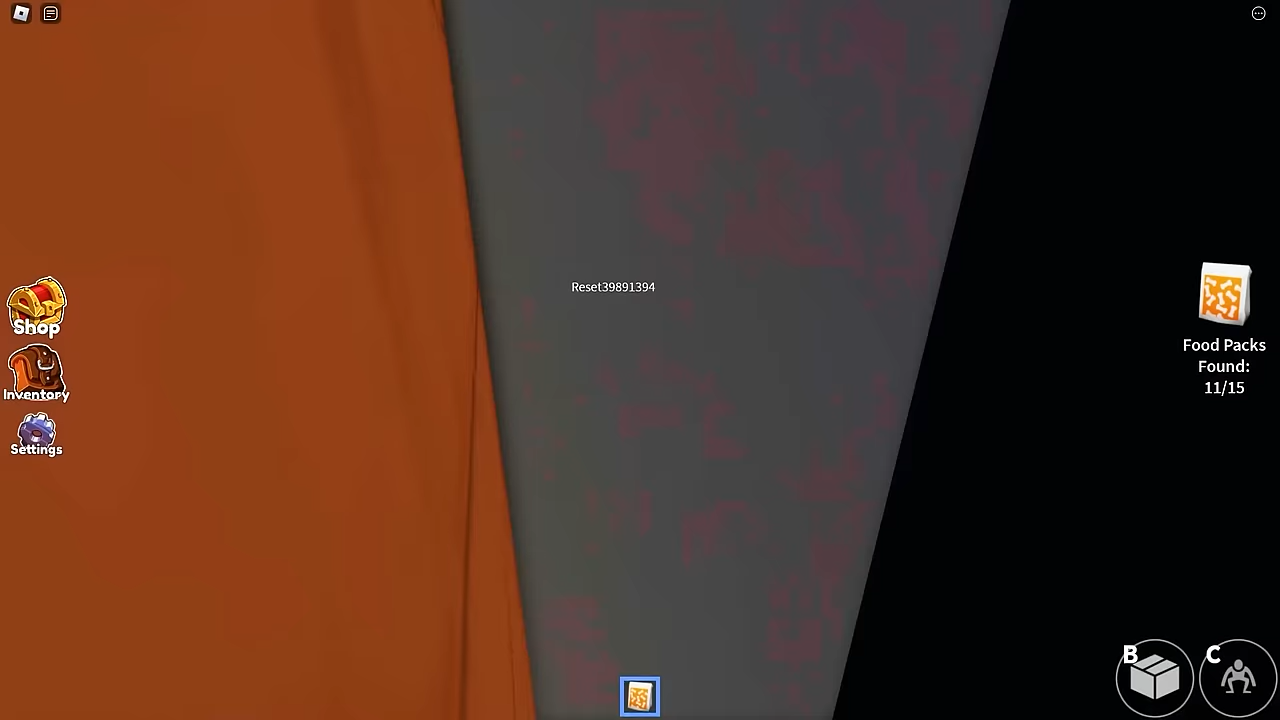 Reset39891394
Shop
Inventory
Settings
Food Packs
Found:
11/15
B
C